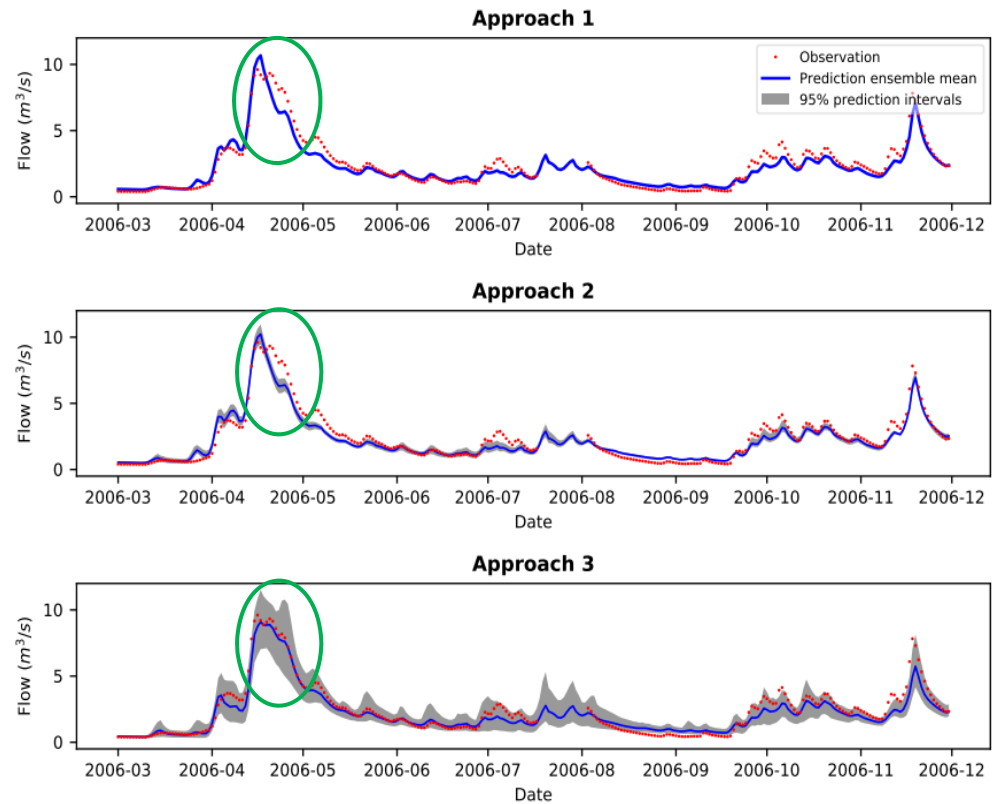 Approach 1
10
5
0
Flow (m³/s)
Observation
Prediction ensemble mean
95% prediction intervals
2006-03 2006-04 2006-05 2006-06 2006-07 2006-08 2006-09 2006-10 2006-11 2006-12
Date
Approach 2
10
5
0
Flow (m³/s)
2006-03 2006-04 2006-05 2006-06 2006-07 2006-08 2006-09 2006-10 2006-11 2006-12
Date
Approach 3
10
5
0
Flow (m³/s)
2006-03 2006-04 2006-05 2006-06 2006-07 2006-08 2006-09 2006-10 2006-11 2006-12
Date